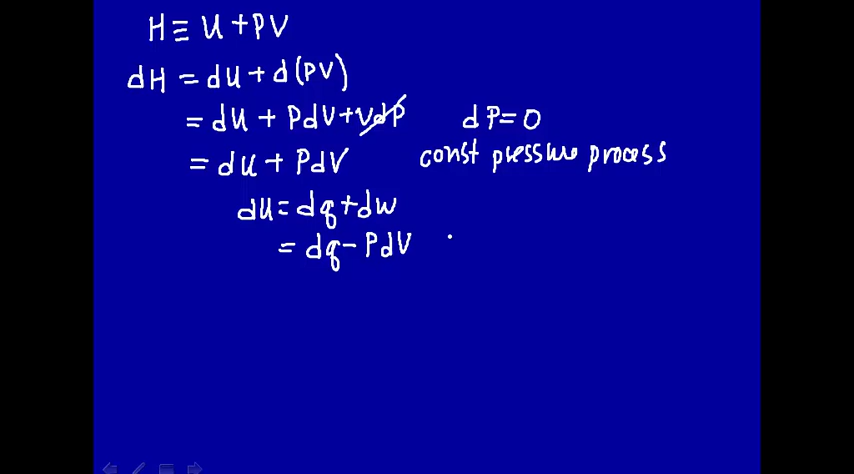 H ≡ U + PV
dH = dU + d(PV)
= dU + PdV + VdP dP = 0
= dU + PdV const pressure process
dU = dq + dw
= dq - PdV